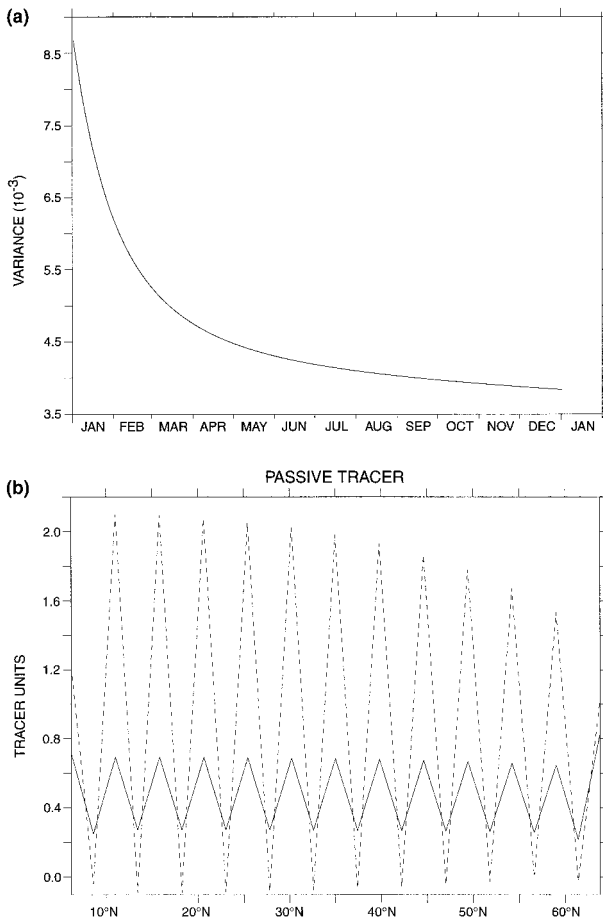 (a)
8.5
7.5
6.5
5.5
4.5
3.5
VARIANCE (10-3)
JAN FEB MAR APR MAY JUN JUL AUG SEP OCT NOV DEC JAN
(b)
PASSIVE TRACER
2.0
1.6
1.2
0.8
0.4
0.0
TRACER UNITS
10°N 20°N 30°N 40°N 50°N 60°N